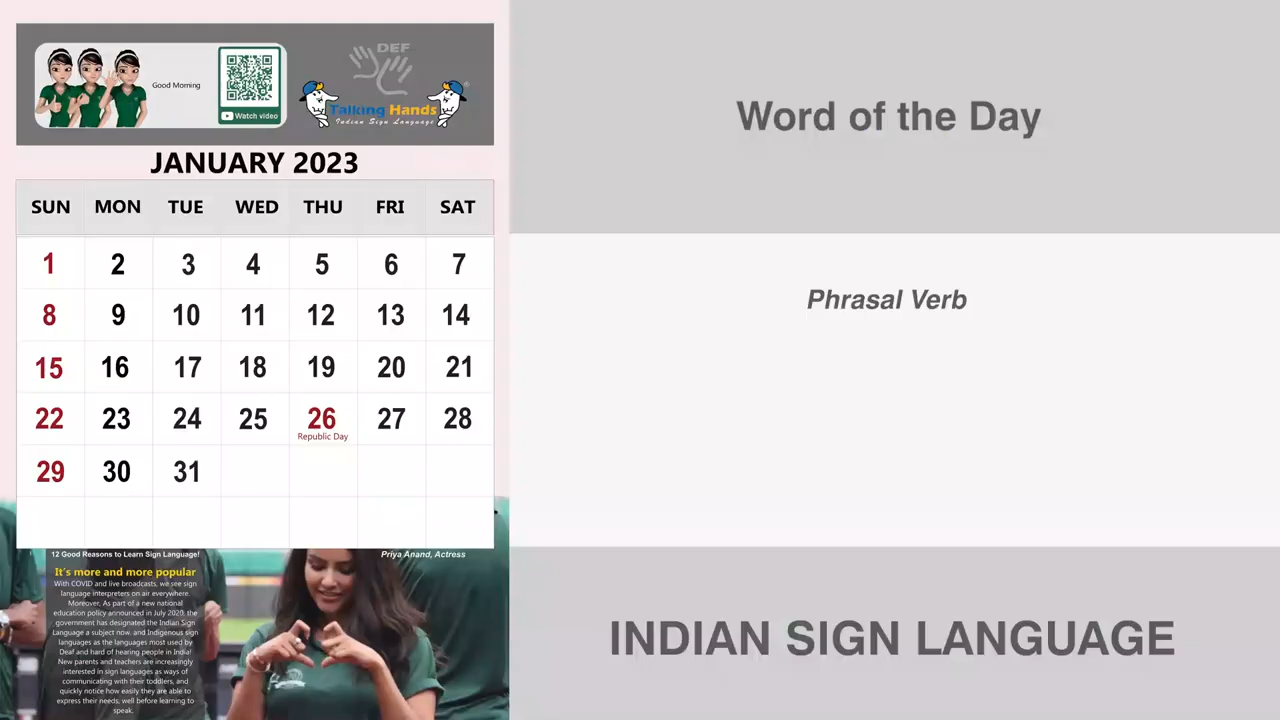 Good Morning
Watch video
DEF
Talking Hands
Indian Sign Language
JANUARY 2023
SUN MON TUE WED THU FRI SAT
1 2 3 4 5 6 7
8 9 10 11 12 13 14
15 16 17 18 19 20 21
22 23 24 25 26 27 28
Republic Day
29 30 31
12 Good Reasons to Learn Sign Language!
Priya Anand, Actress
It's more and more popular
With COVID and live broadcasts, we see sign
language interpreters on air everywhere.
Moreover, As part of a new national
education policy announced in July 2020, the
government has designated the Indian Sign
Language a subject now. and Indigenous sign
languages as the languages most used by
Deaf and hard of hearing people in India!
New parents and teachers are increasingly
interested in sign languages as ways of
communicating with their toddlers, and
quickly notice how easily they are able to
express their needs, well before learning to
speak.
Word of the Day
Phrasal Verb
INDIAN SIGN LANGUAGE